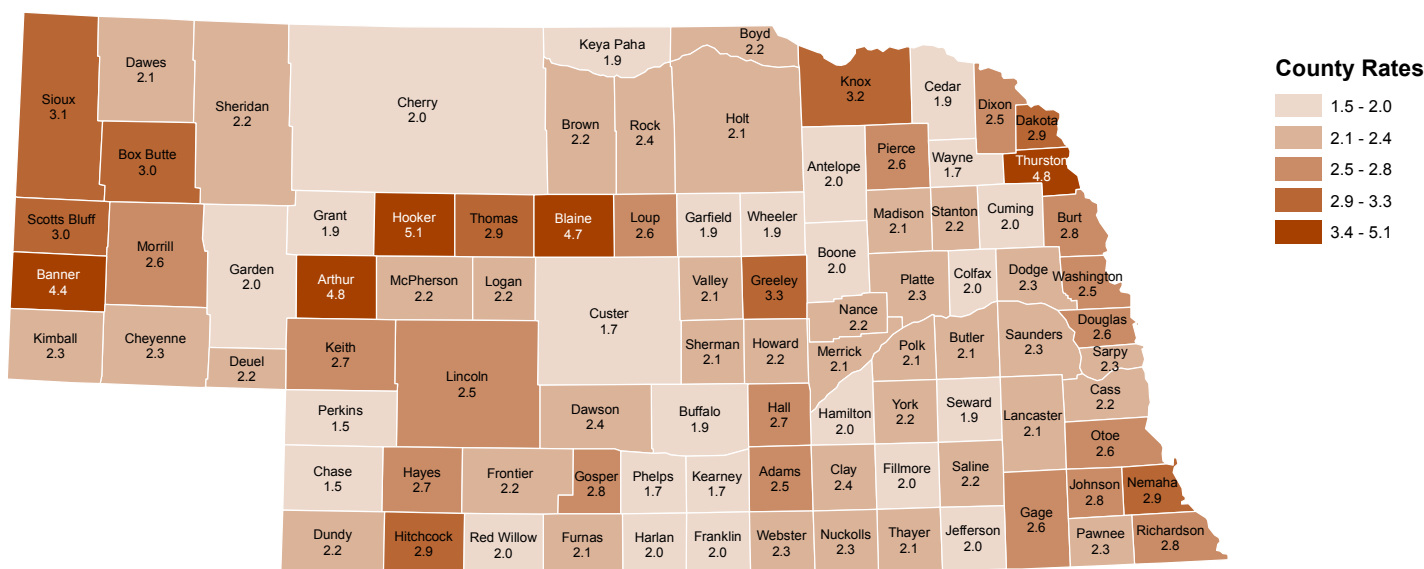 Boyd
2.2
Keya Paha
1.9
Dawes
2.1
Knox
3.2
Cedar
1.9
Sioux
3.1
Sheridan
2.2
Cherry
2.0
Dixon
2.5
Brown
2.2
Rock
2.4
Holt
2.1
Dakota
2.9
Box Butte
3.0
Antelope
2.0
Pierce
2.6
Wayne
1.7
Thurston
4.8
Scotts Bluff
3.0
Morrill
2.6
Grant
1.9
Hooker
5.1
Thomas
2.9
Blaine
4.7
Loup
2.6
Garfield
1.9
Wheeler
1.9
Madison
2.1
Stanton
2.2
Cuming
2.0
Burt
2.8
Banner
4.4
Garden
2.0
Arthur
4.8
McPherson
2.2
Logan
2.2
Custer
1.7
Valley
2.1
Greeley
3.3
Boone
2.0
Platte
2.3
Colfax
2.0
Dodge
2.3
Washington
2.5
Nance
2.2
Kimball
2.3
Cheyenne
2.3
Deuel
2.2
Keith
2.7
Lincoln
2.5
Sherman
2.1
Howard
2.2
Merrick
2.1
Polk
2.1
Butler
2.1
Saunders
2.3
Douglas
2.6
Sarpy
2.3
Cass
2.2
Perkins
1.5
Dawson
2.4
Buffalo
1.9
Hall
2.7
Hamilton
2.0
York
2.2
Seward
1.9
Lancaster
2.1
Otoe
2.6
Chase
1.5
Hayes
2.7
Frontier
2.2
Gosper
2.8
Phelps
1.7
Kearney
1.7
Adams
2.5
Clay
2.4
Fillmore
2.0
Saline
2.2
Gage
2.6
Johnson
2.8
Nemaha
2.9
Dundy
2.2
Hitchcock
2.9
Red Willow
2.0
Furnas
2.1
Harlan
2.0
Franklin
2.0
Webster
2.3
Nuckolls
2.3
Thayer
2.1
Jefferson
2.0
Pawnee
2.3
Richardson
2.8
County Rates
1.5 - 2.0
2.1 - 2.4
2.5 - 2.8
2.9 - 3.3
3.4 - 5.1